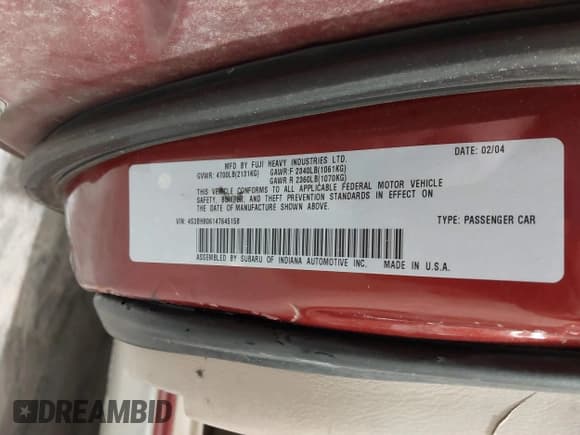 MFD. BY FUJI HEAVY INDUSTRIES LTD. DATE: 02/04
GVWR: 4700LB(2131KG) GAWR:F 2340LB(1061KG)
GAWR:R 2360LB(1070KG)
THIS VEHICLE CONFORMS TO ALL APPLICABLE FEDERAL MOTOR VEHICLE
SAFETY, BUMPER, AND THEFT PREVENTION STANDARDS IN EFFECT ON
THE DATE OF MANUFACTURE SHOWN ABOVE.
VIN: 4S3BH806147645158 TYPE: PASSENGER CAR
ASSEMBLED BY SUBARU OF INDIANA AUTOMOTIVE INC. MADE IN U.S.A.
DREAMBID